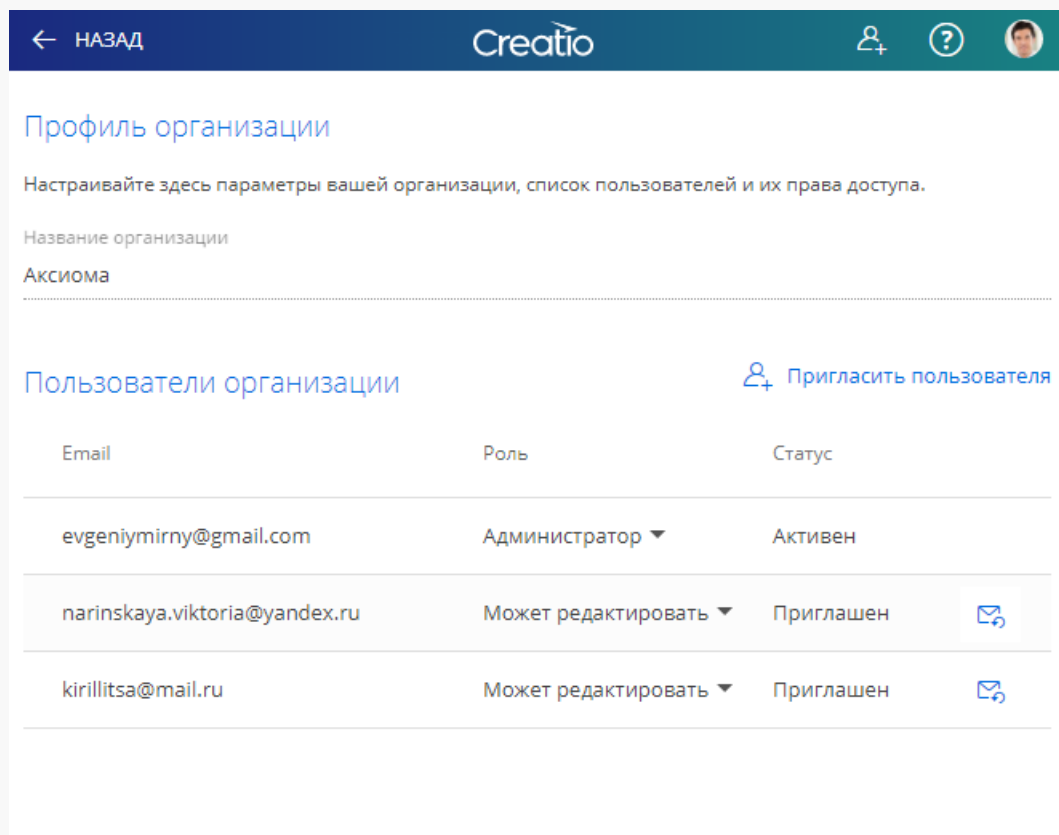 НАЗАД
Creatio
Профиль организации
Настраивайте здесь параметры вашей организации, список пользователей и их права доступа.
Название организации
Аксиома
Пользователи организации
Пригласить пользователя
Email Роль Статус
evgeniymirny@gmail.com Администратор Активен
narinskaya.viktoria@yandex.ru Может редактировать Приглашен
kirillitsa@mail.ru Может редактировать Приглашен